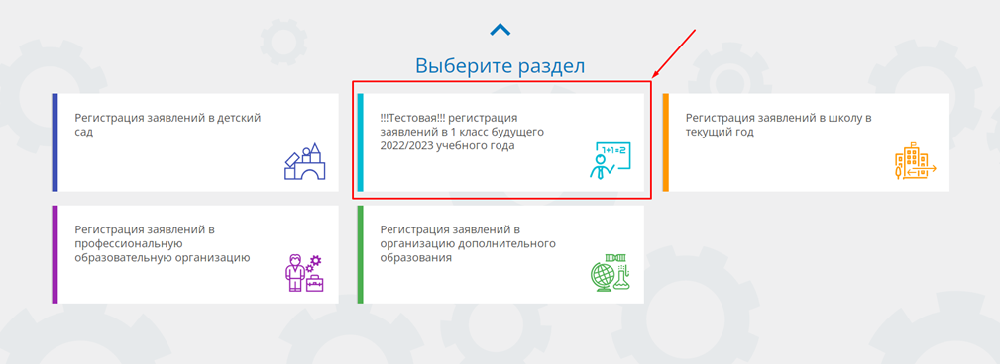 Выберите раздел
Регистрация заявлений в детский
сад
!!!Тестовая!!! регистрация
заявлений в 1 класс будущего
2022/2023 учебного года
1+1=2
Регистрация заявлений в школу в
текущий год
Регистрация заявлений в
профессиональную
образовательную организацию
Регистрация заявлений в
организацию дополнительного
образования